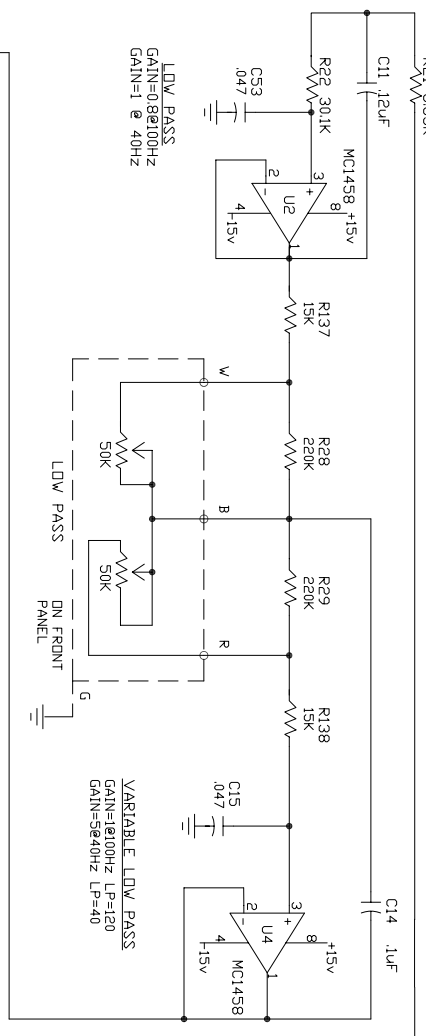 C11 .12uF
R22 30.1K
C53
.047
LOW PASS
GAIN=0.8@100Hz
GAIN=1 @ 40Hz
MC1458
3
+
2
-
U2
8
+15v
4
-15v
1
R137
15K
W
R28
220K
B
R29
220K
R
R138
15K
50K
50K
LOW PASS
ON FRONT
PANEL
G
C15
.047
VARIABLE LOW PASS
GAIN=1@100Hz LP=120
GAIN=5@40Hz LP=40
C14 .1uF
3
+
2
-
U4
8
+15v
4
-15v
1
MC1458